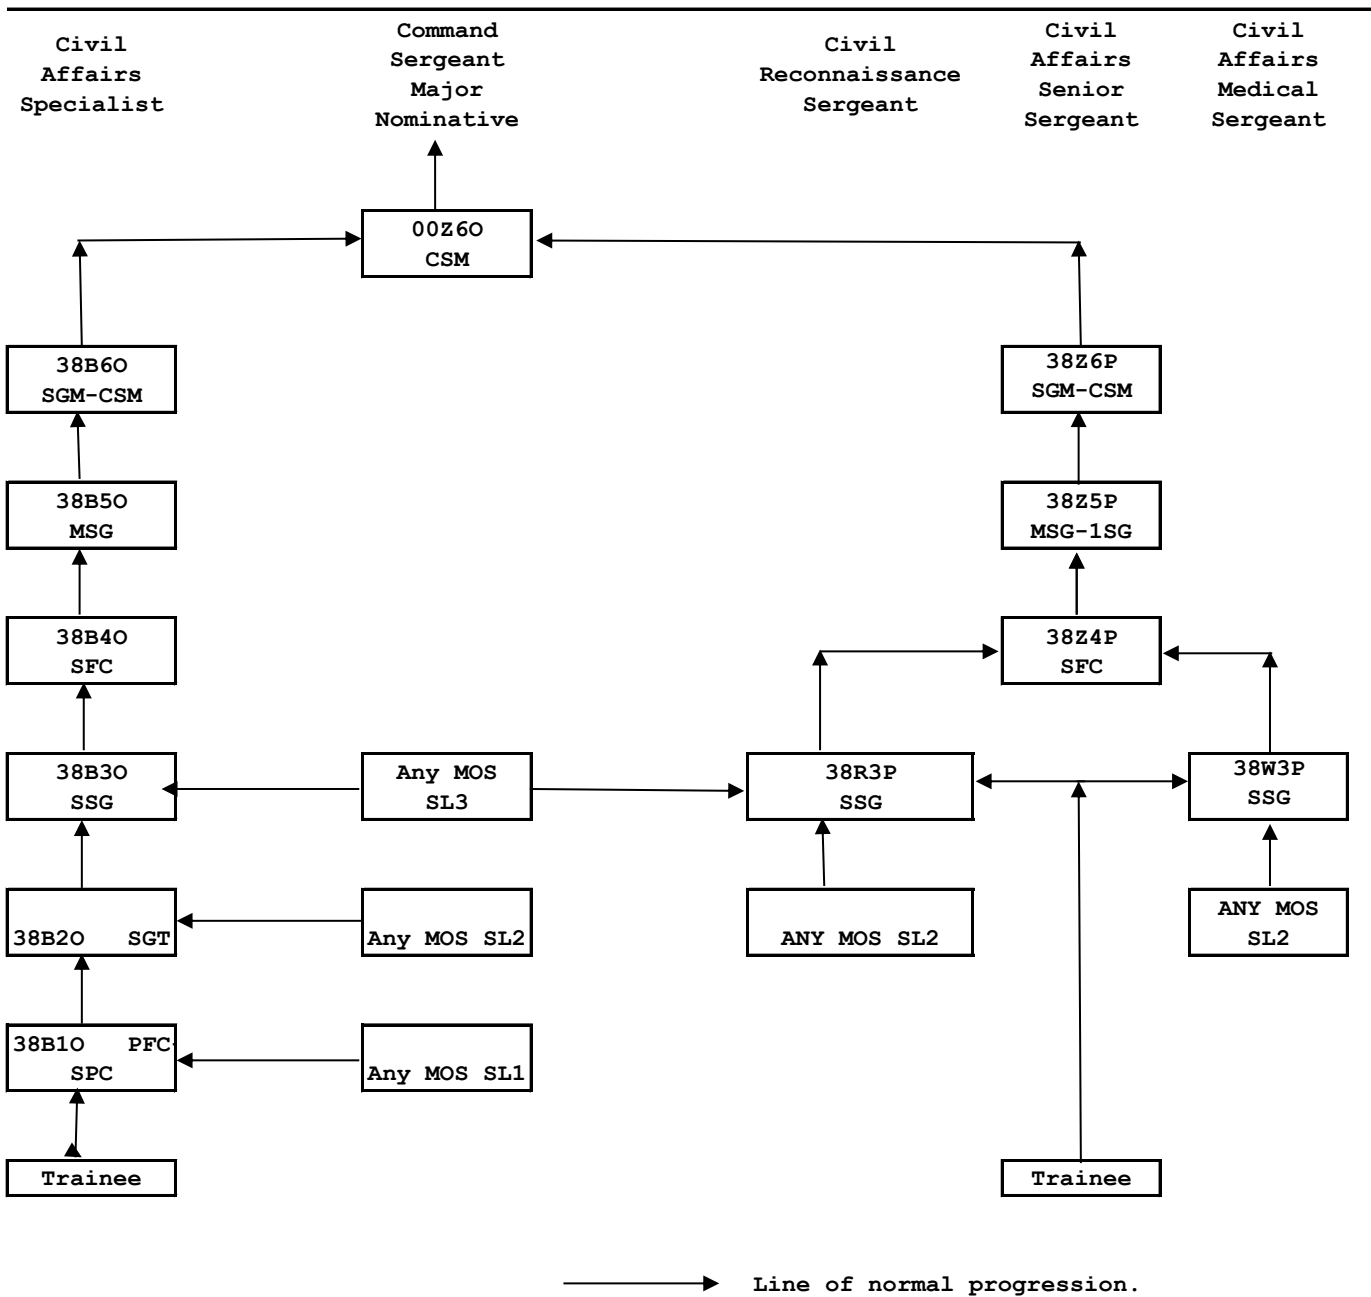 Civil
Affairs
Specialist
Command
Sergeant
Major
Nominative
Civil
Reconnaissance
Sergeant
Civil
Affairs
Senior
Sergeant
Civil
Affairs
Medical
Sergeant
00Z6O
CSM
38B6O
SGM-CSM
38Z6P
SGM-CSM
38B5O
MSG
38Z5P
MSG-1SG
38B4O
SFC
38Z4P
SFC
38B3O
SSG
Any MOS
SL3
38R3P
SSG
38W3P
SSG
38B2O SGT
Any MOS SL2
ANY MOS SL2
ANY MOS
SL2
38B1O PFC-
SPC
Any MOS SL1
Trainee
Trainee
Line of normal progression.